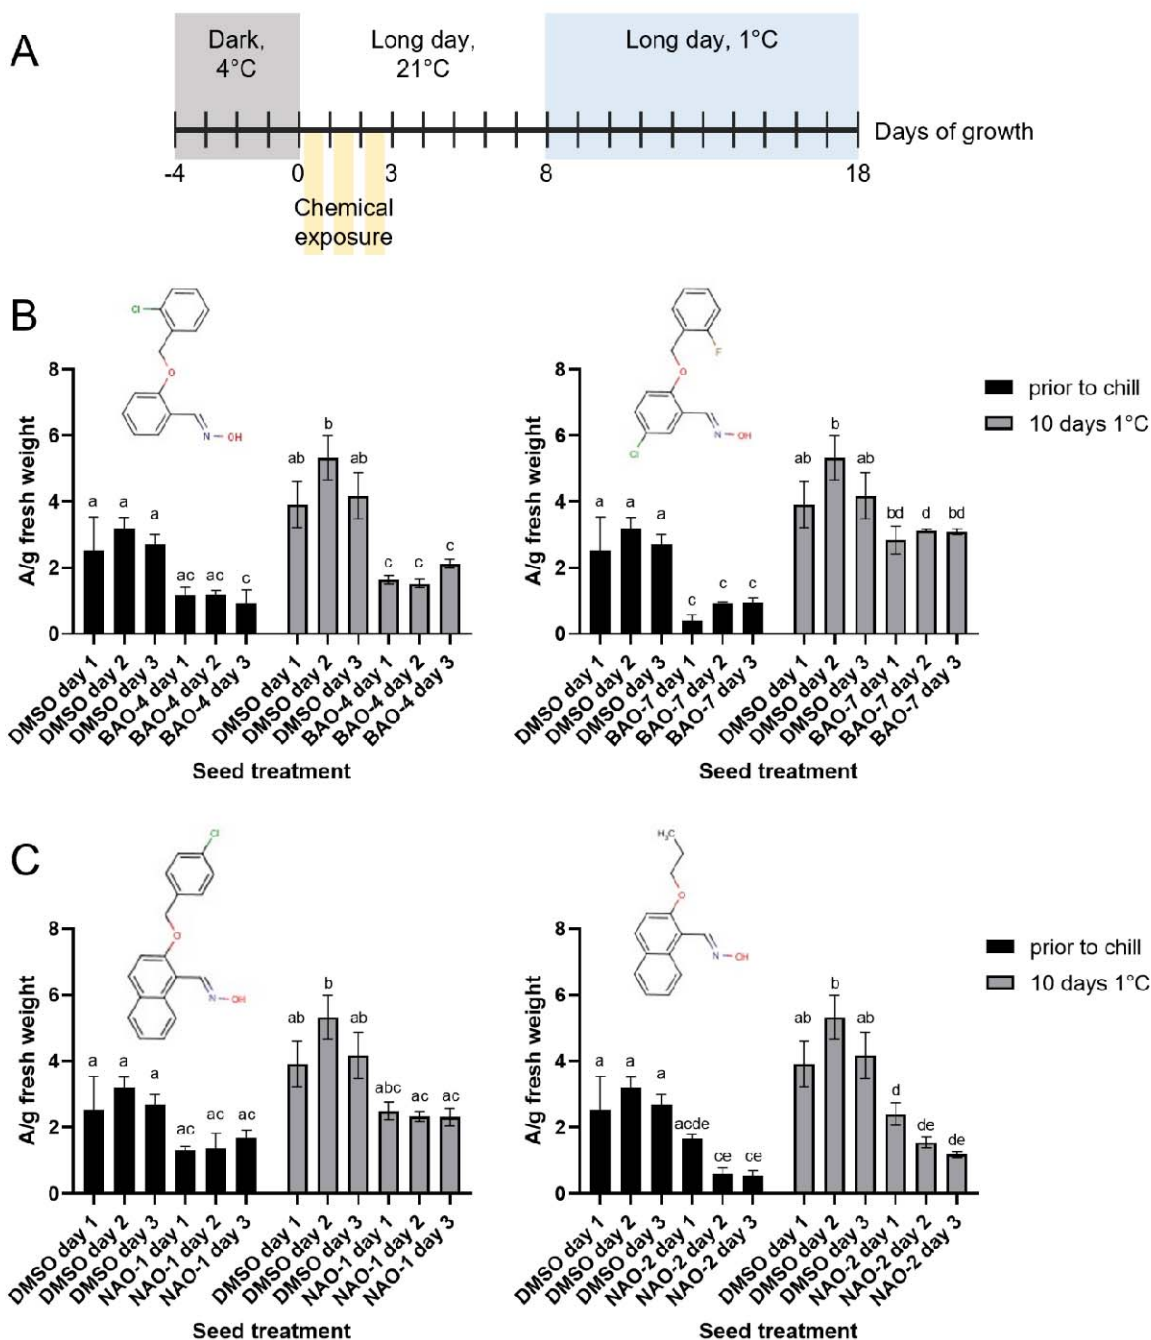 A
Dark,
4°C
Long day,
21°C
Long day, 1°C
Days of growth
-4 0 3 8 18
Chemical
exposure
B
Cl
O
N OH
A/g fresh weight
8
6
4
2
0
a a a ac ac c ab b ab c c c
DMSO day 1
DMSO day 2
DMSO day 3
BAO-4 day 1
BAO-4 day 2
BAO-4 day 3
DMSO day 1
DMSO day 2
DMSO day 3
BAO-4 day 1
BAO-4 day 2
BAO-4 day 3
Seed treatment
F
O
N OH
Cl
A/g fresh weight
8
6
4
2
0
a a a c c c ab b ab bd d bd
DMSO day 1
DMSO day 2
DMSO day 3
BAO-7 day 1
BAO-7 day 2
BAO-7 day 3
DMSO day 1
DMSO day 2
DMSO day 3
BAO-7 day 1
BAO-7 day 2
BAO-7 day 3
Seed treatment
prior to chill
10 days 1°C
C
Cl
O
N OH
A/g fresh weight
8
6
4
2
0
a a a ac ac ac ab b ab abc ac ac
DMSO day 1
DMSO day 2
DMSO day 3
NAO-1 day 1
NAO-1 day 2
NAO-1 day 3
DMSO day 1
DMSO day 2
DMSO day 3
NAO-1 day 1
NAO-1 day 2
NAO-1 day 3
Seed treatment
H₃C
O
N OH
A/g fresh weight
8
6
4
2
0
a a a acde ce ce ab b ab d de de
DMSO day 1
DMSO day 2
DMSO day 3
NAO-2 day 1
NAO-2 day 2
NAO-2 day 3
DMSO day 1
DMSO day 2
DMSO day 3
NAO-2 day 1
NAO-2 day 2
NAO-2 day 3
Seed treatment
prior to chill
10 days 1°C